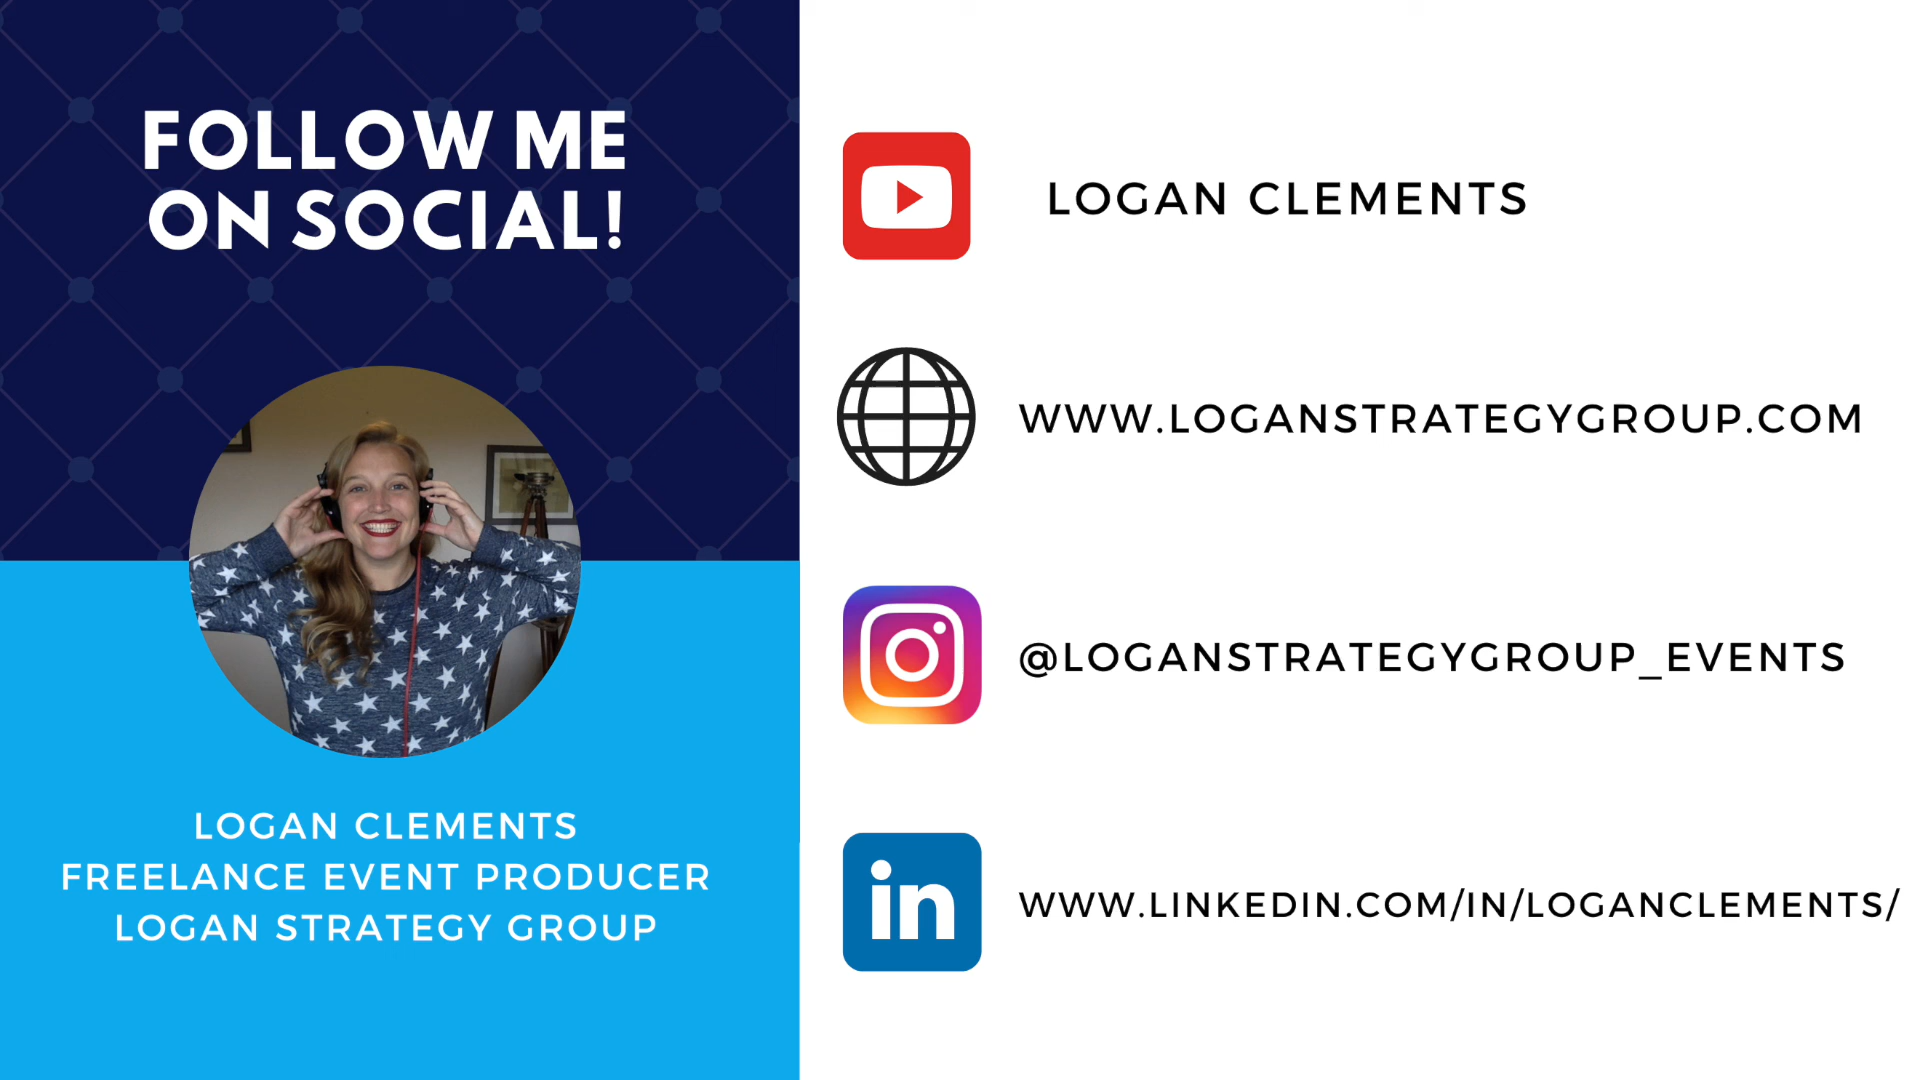 FOLLOW ME
ON SOCIAL!
LOGAN CLEMENTS
FREELANCE EVENT PRODUCER
LOGAN STRATEGY GROUP
LOGAN CLEMENTS
WWW.LOGANSTRATEGYGROUP.COM
@LOGANSTRATEGYGROUP_EVENTS
in
WWW.LINKEDIN.COM/IN/LOGANCLEMENTS/